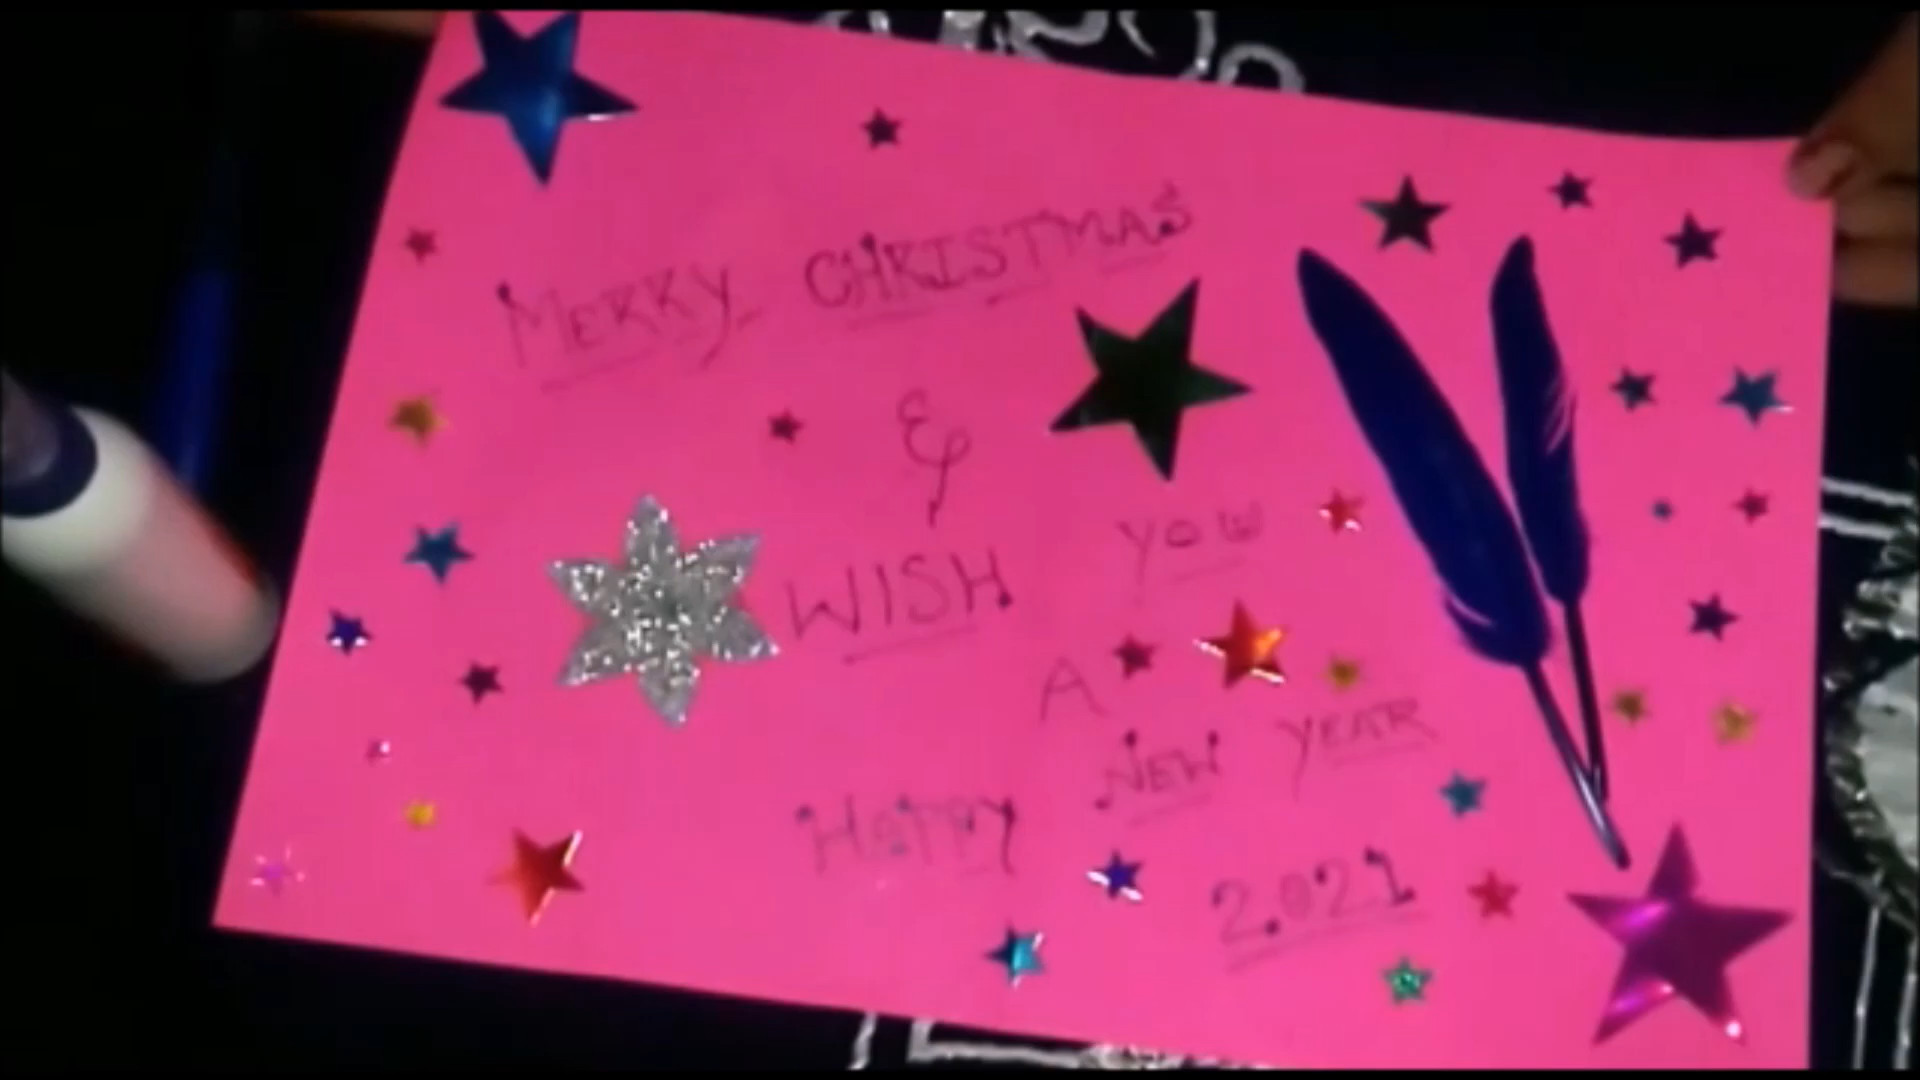 MERRY CHRISTMAS
&
WISH YOU
A
HAPPY NEW YEAR
2021